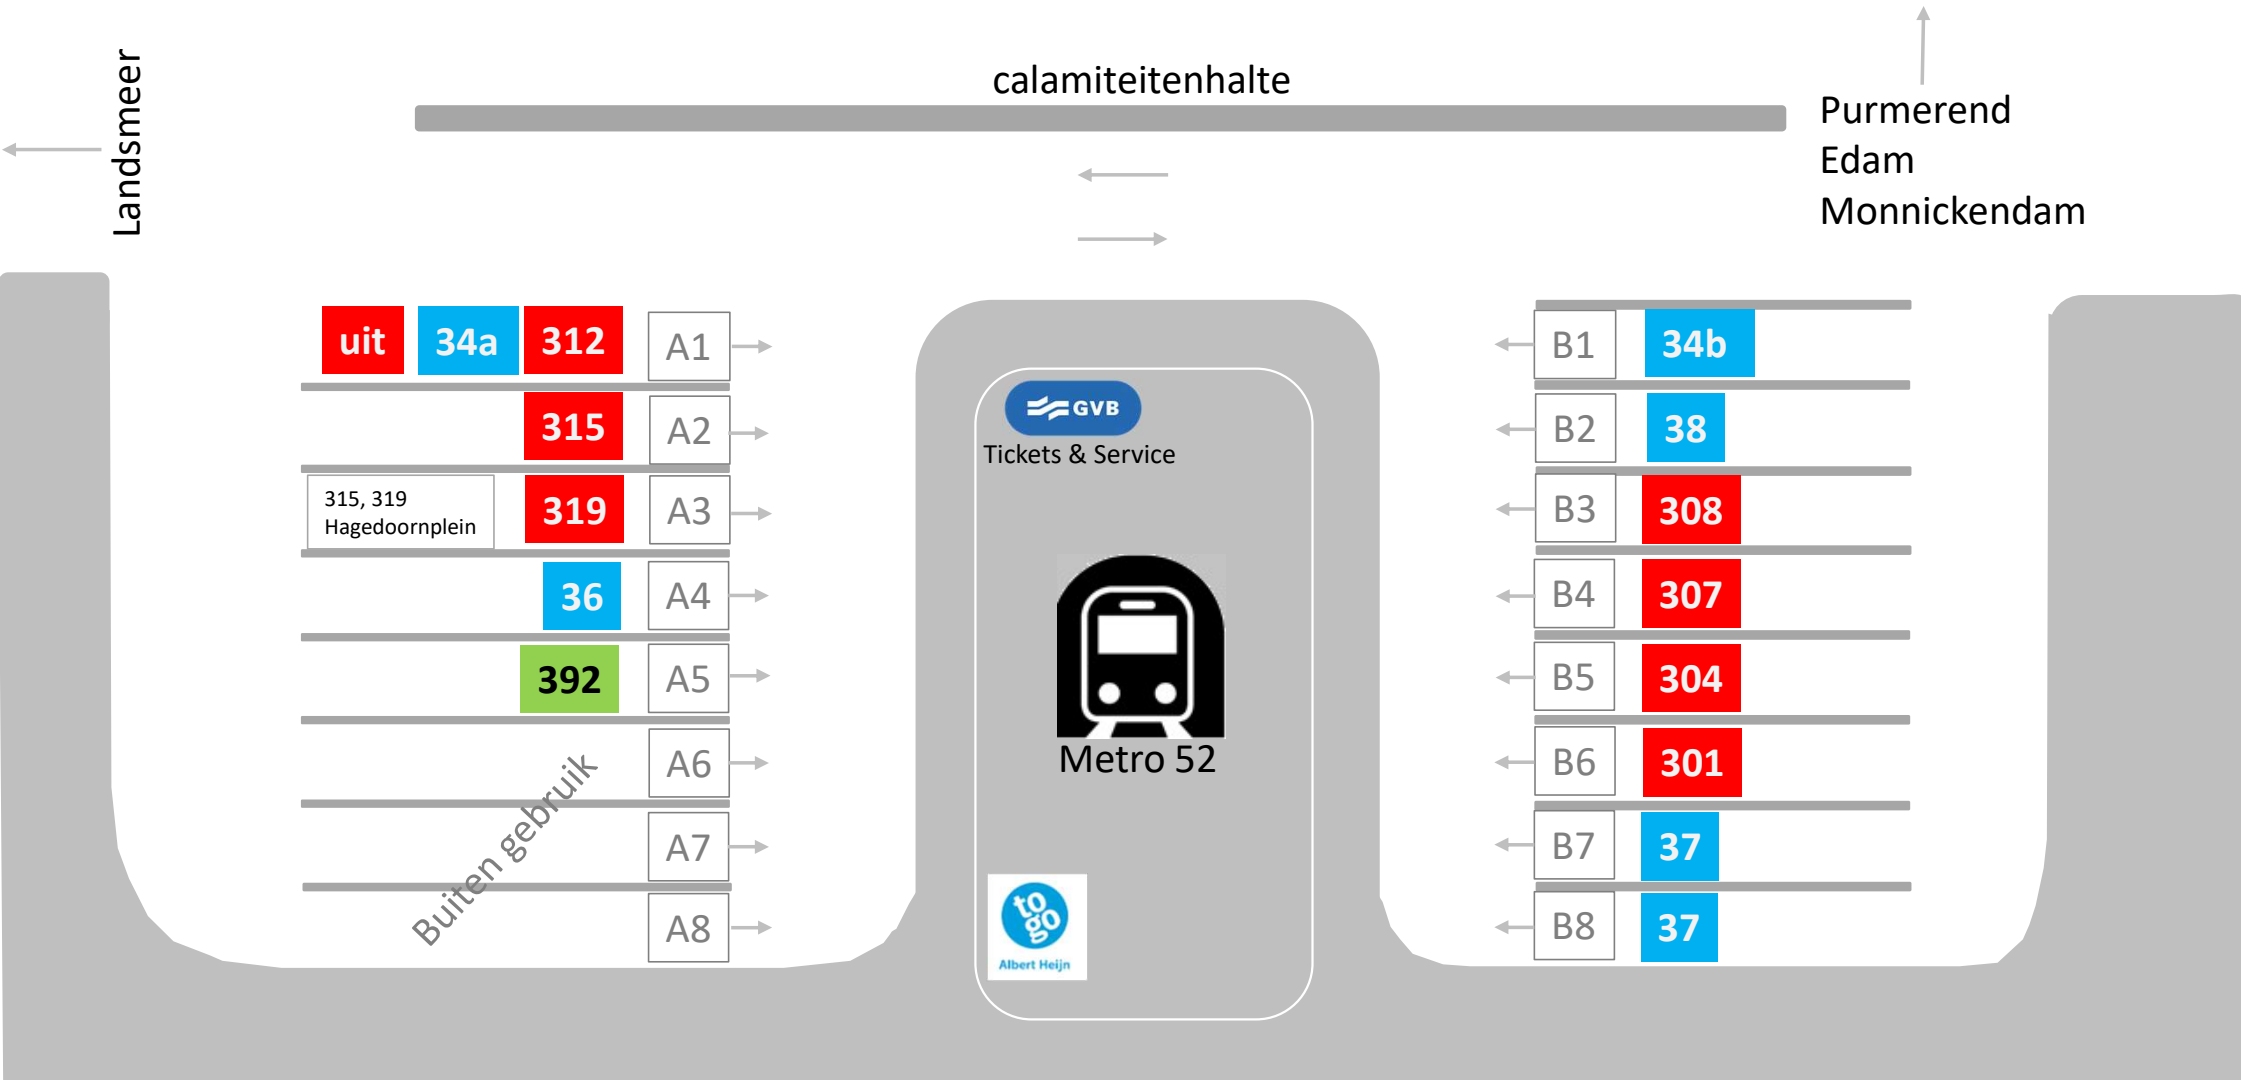 Landsmeer
calamiteitenhalte
Purmerend
Edam
Monnickendam
uit 34a 312 A1
315 A2
315, 319
Hagedoornplein
319 A3
36 A4
392 A5
A6
A7
A8
Buiten gebruik
GVB
Tickets & Service
Metro 52
to go
Albert Heijn
B1 34b
B2 38
B3 308
B4 307
B5 304
B6 301
B7 37
B8 37